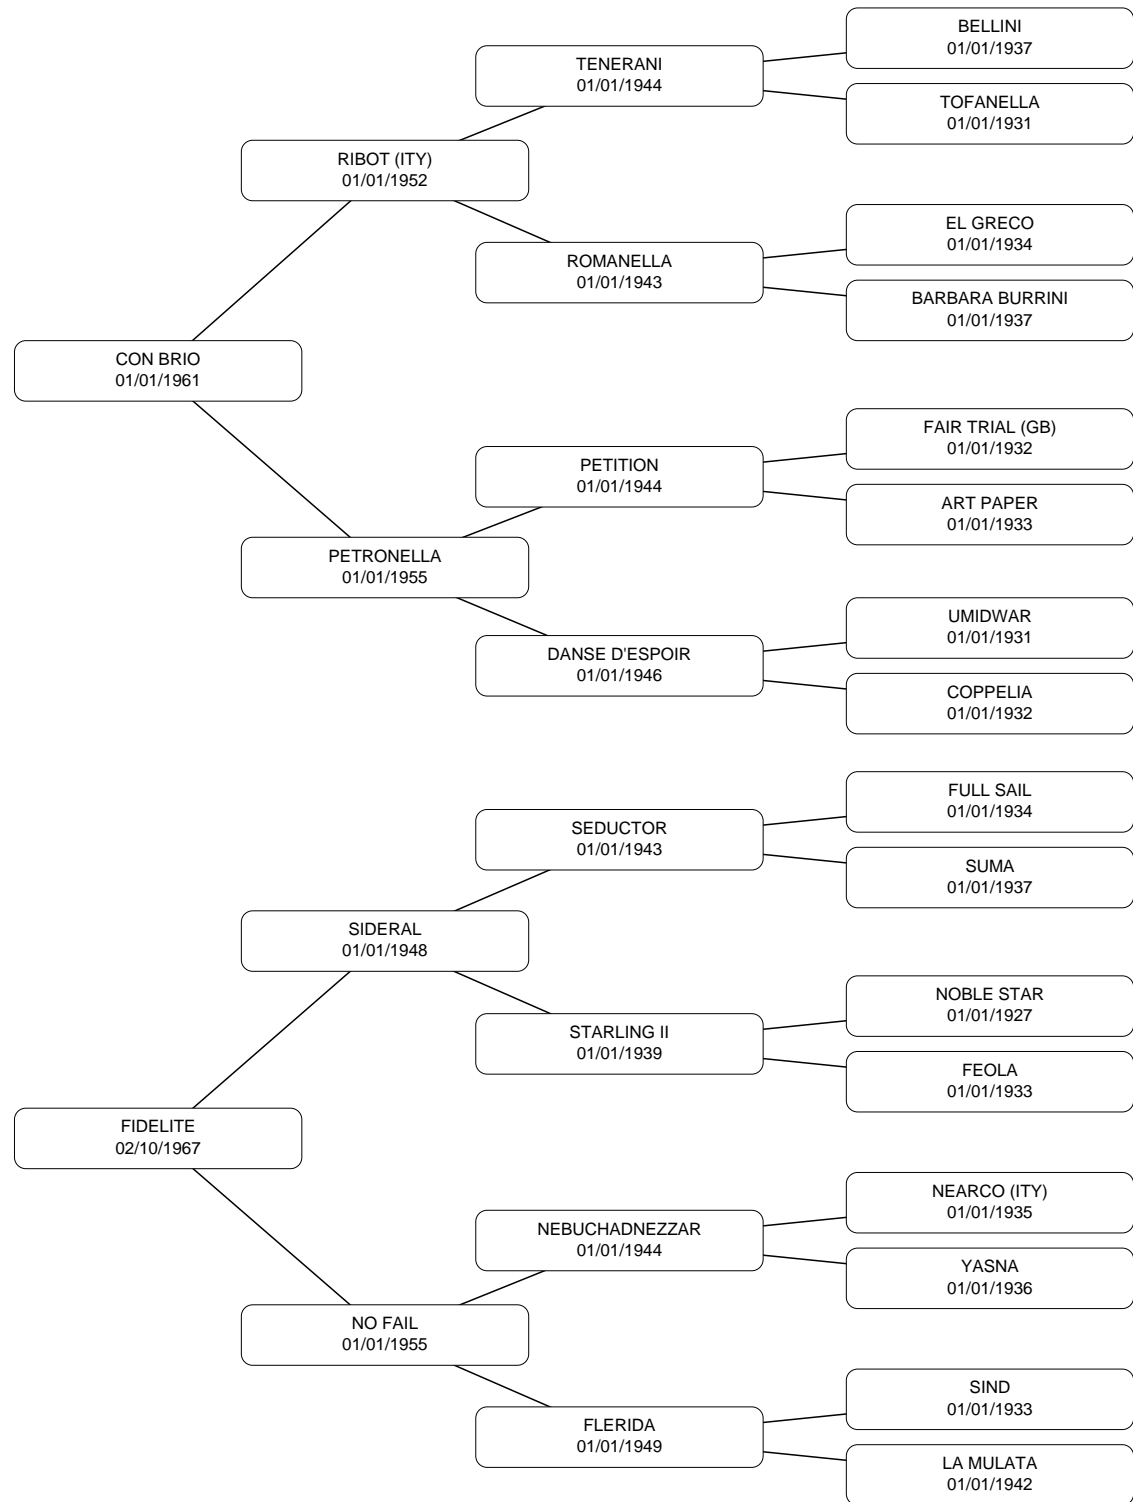 BELLINI
01/01/1937
TENERANI
01/01/1944
TOFANELLA
01/01/1931
RIBOT (ITY)
01/01/1952
EL GRECO
01/01/1934
ROMANELLA
01/01/1943
BARBARA BURRINI
01/01/1937
CON BRIO
01/01/1961
FAIR TRIAL (GB)
01/01/1932
PETITION
01/01/1944
ART PAPER
01/01/1933
PETRONELLA
01/01/1955
UMIDWAR
01/01/1931
DANSE D'ESPOIR
01/01/1946
COPPELIA
01/01/1932
FULL SAIL
01/01/1934
SEDUCTOR
01/01/1943
SUMA
01/01/1937
SIDERAL
01/01/1948
NOBLE STAR
01/01/1927
STARLING II
01/01/1939
FEOLA
01/01/1933
FIDELITE
02/10/1967
NEARCO (ITY)
01/01/1935
NEBUCHADNEZZAR
01/01/1944
YASNA
01/01/1936
NO FAIL
01/01/1955
SIND
01/01/1933
FLERIDA
01/01/1949
LA MULATA
01/01/1942